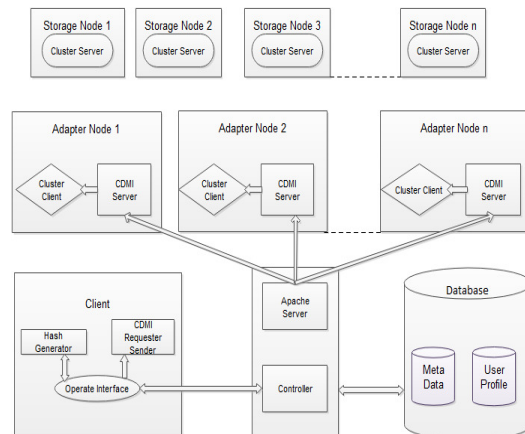 Storage Node 1
Cluster Server
Storage Node 2
Cluster Server
Storage Node 3
Cluster Server
Storage Node n
Cluster Server
Adapter Node 1
Cluster
Client
CDMI
Server
Adapter Node 2
Cluster
Client
CDMI
Server
Adapter Node n
Cluster Client
CDMI
Server
Client
Hash
Generator
CDMI
Requester
Sender
Operate Interface
Apache
Server
Controller
Database
Meta
Data
User
Profile